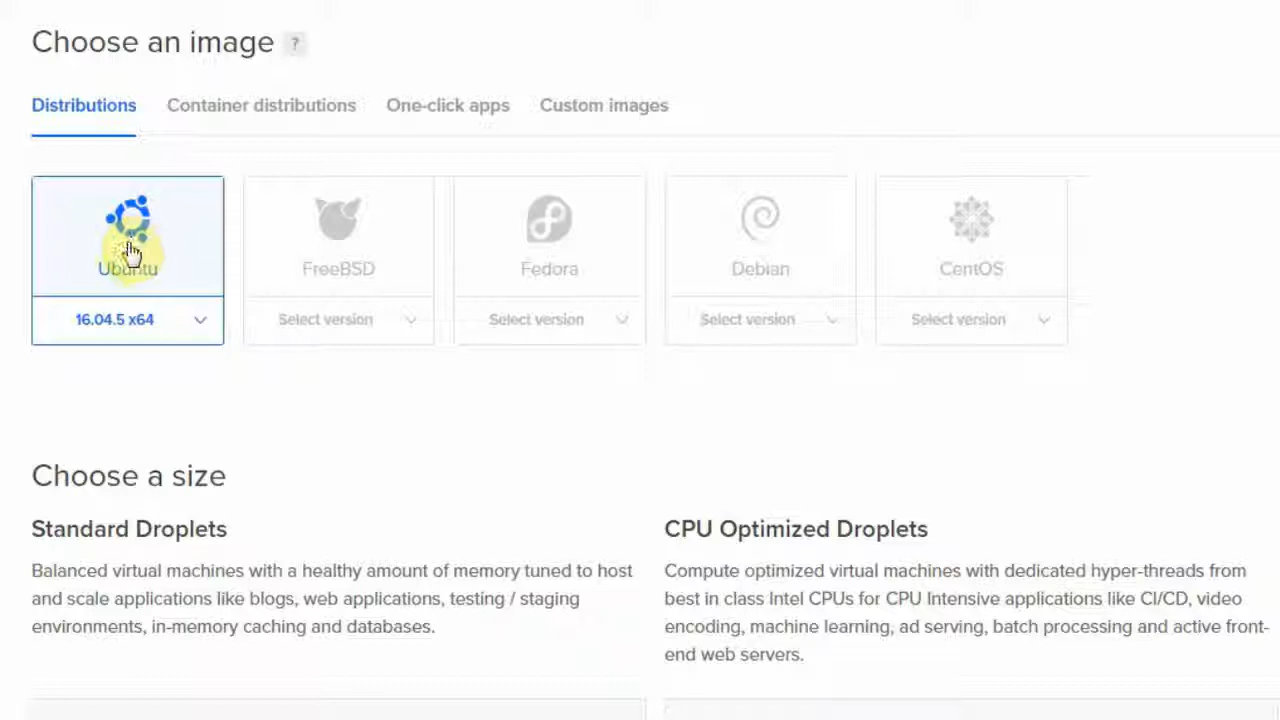 Choose an image ?
Distributions Container distributions One-click apps Custom images
Ubuntu FreeBSD Fedora Debian CentOS
16.04.5 x64 Select version Select version Select version Select version
Choose a size
Standard Droplets
Balanced virtual machines with a healthy amount of memory tuned to host
and scale applications like blogs, web applications, testing / staging
environments, in-memory caching and databases.
CPU Optimized Droplets
Compute optimized virtual machines with dedicated hyper-threads from
best in class Intel CPUs for CPU Intensive applications like CI/CD, video
encoding, machine learning, ad serving, batch processing and active front-
end web servers.